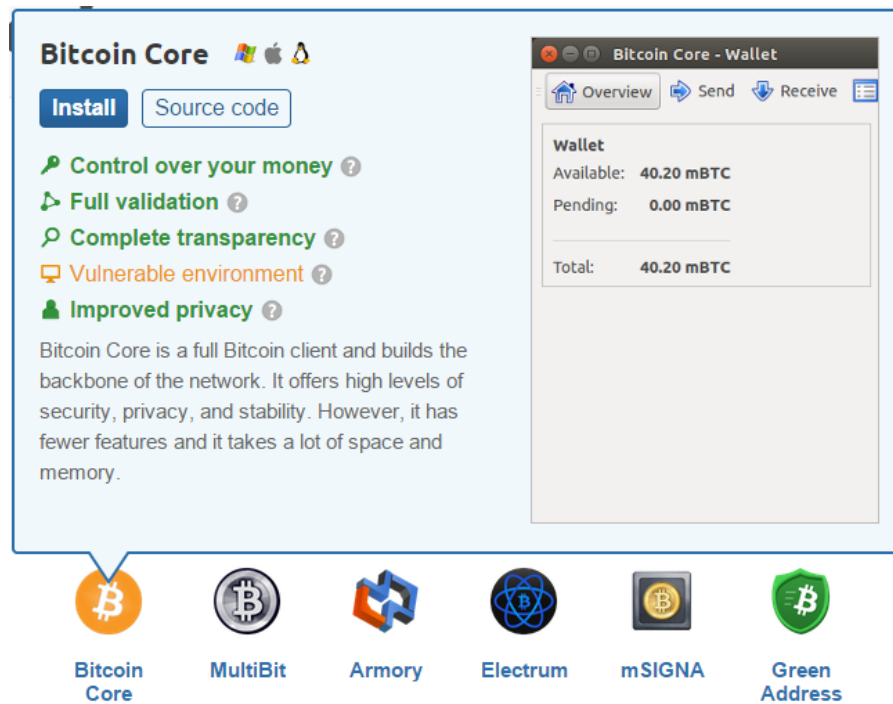 Bitcoin Core
Install
Source code
Control over your money
Full validation
Complete transparency
Vulnerable environment
Improved privacy
Bitcoin Core is a full Bitcoin client and builds the
backbone of the network. It offers high levels of
security, privacy, and stability. However, it has
fewer features and it takes a lot of space and
memory.
Bitcoin Core - Wallet
Overview
Send
Receive
Wallet
Available: 40.20 mBTC
Pending: 0.00 mBTC
Total: 40.20 mBTC
Bitcoin
Core
MultiBit
Armory
Electrum
mSIGNA
Green
Address